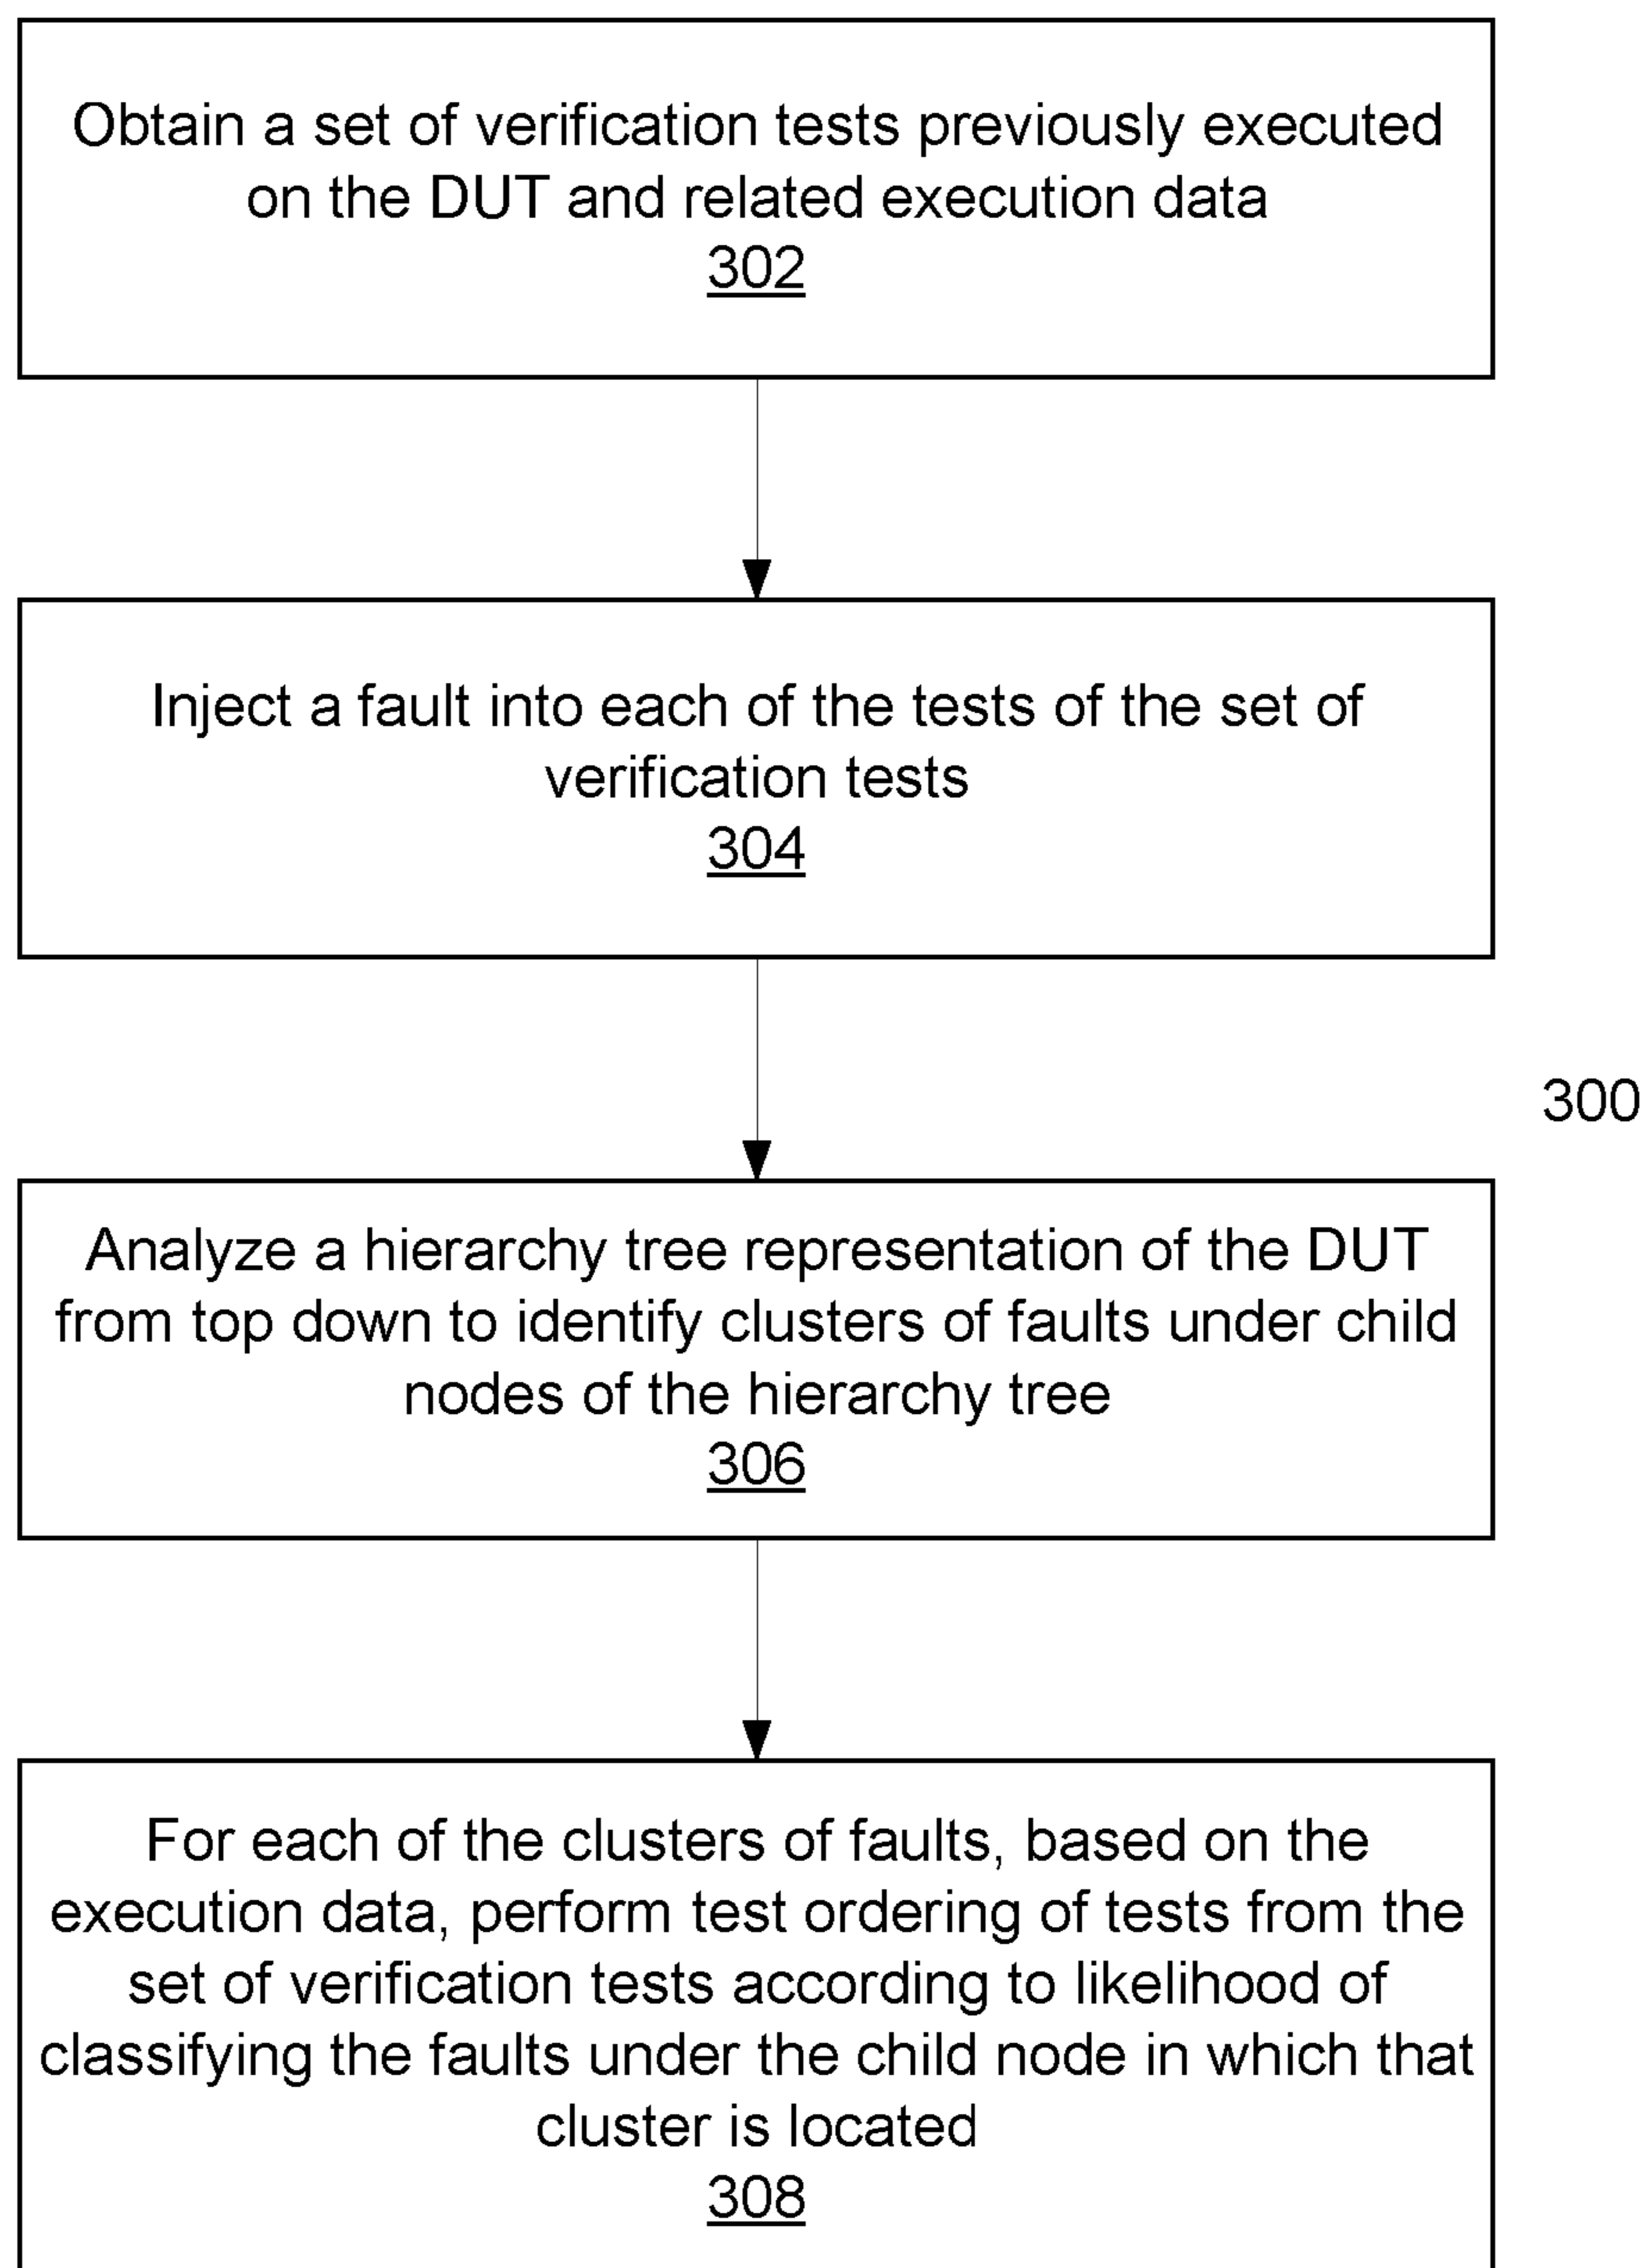 Obtain a set of verification tests previously executed
on the DUT and related execution data
302
Inject a fault into each of the tests of the set of
verification tests
304
300
Analyze a hierarchy tree representation of the DUT
from top down to identify clusters of faults under child
nodes of the hierarchy tree
306
For each of the clusters of faults, based on the
execution data, perform test ordering of tests from the
set of verification tests according to likelihood of
classifying the faults under the child node in which that
cluster is located
308